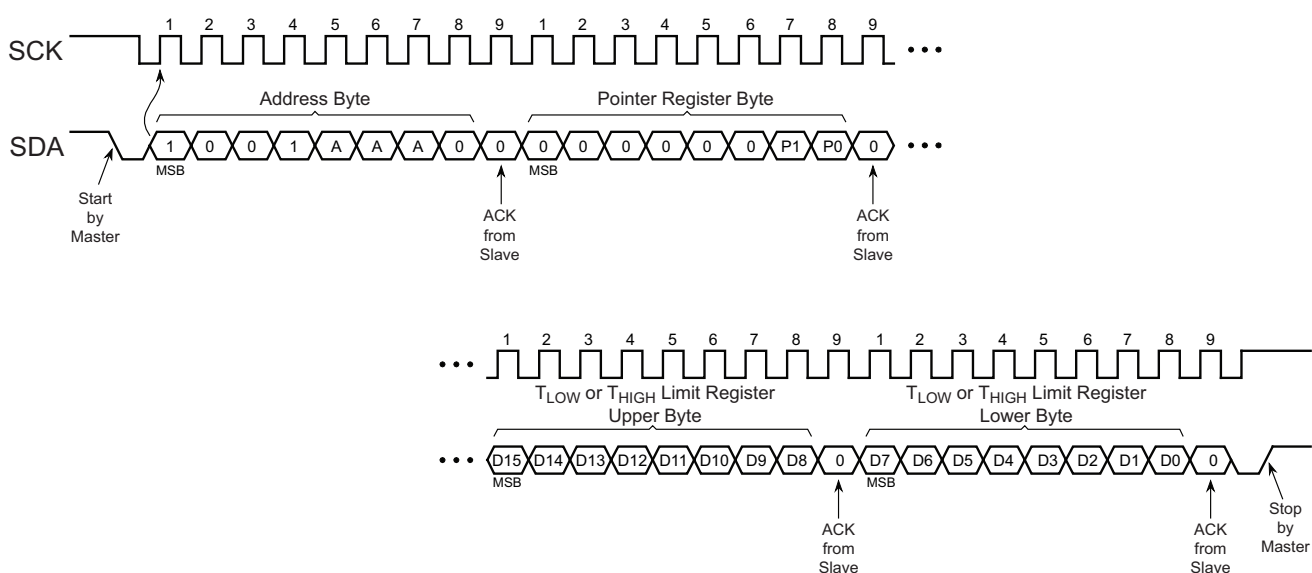 1 2 3 4 5 6 7 8 9 1 2 3 4 5 6 7 8 9
SCK
Address Byte Pointer Register Byte
SDA 1 0 0 1 A A A 0 0 0 0 0 0 0 0 P1 P0 0
MSB MSB
Start
by
Master
ACK
from
Slave
ACK
from
Slave
1 2 3 4 5 6 7 8 9 1 2 3 4 5 6 7 8 9
TLOW or THIGH Limit Register
Upper Byte
TLOW or THIGH Limit Register
Lower Byte
D15 D14 D13 D12 D11 D10 D9 D8 0 D7 D6 D5 D4 D3 D2 D1 D0 0
MSB MSB
ACK
from
Slave
ACK
from
Slave
Stop
by
Master